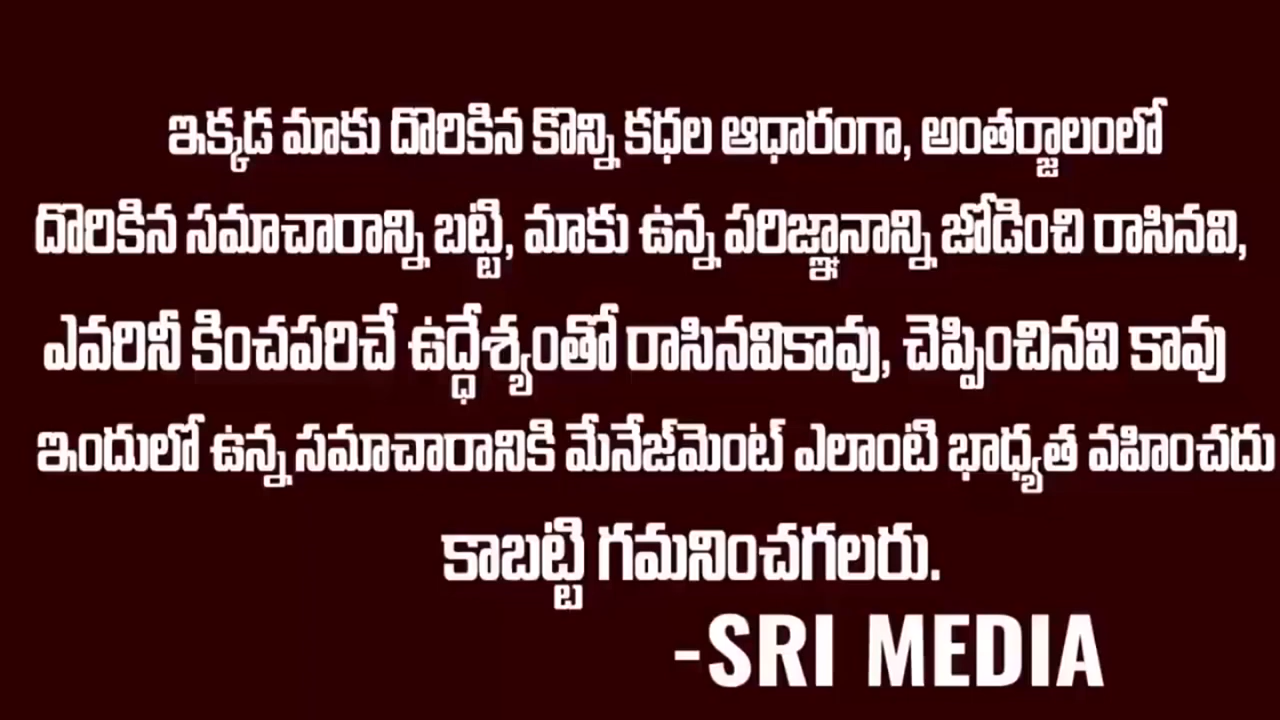 ఇక్కడ మాకు దొరికిన కొన్ని కధల ఆధారంగా, అంతర్జాలంలో
దొరికిన సమాచారాన్ని బట్టి, మాకు ఉన్న పరిజ్ఞానాన్ని జోడించి రాసినవి,
ఎవరినీ కించపరిచే ఉద్ధేశ్యంతో రాసినవికావు, చెప్పించినవి కావు
ఇందులో ఉన్న సమాచారానికి మేనేజ్‌మెంట్ ఎలాంటి భాధ్యత వహించదు
కాబట్టి గమనించగలరు.
-SRI MEDIA